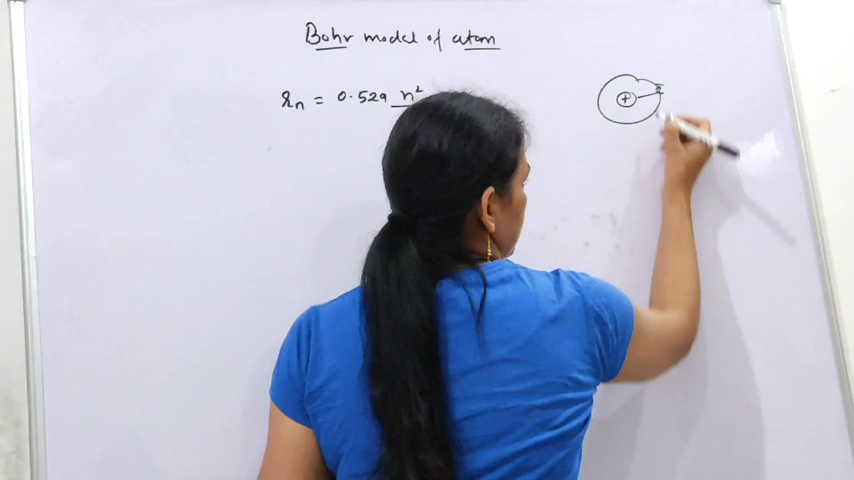 Bohr model of atom
rn = 0.529 n²
+
e